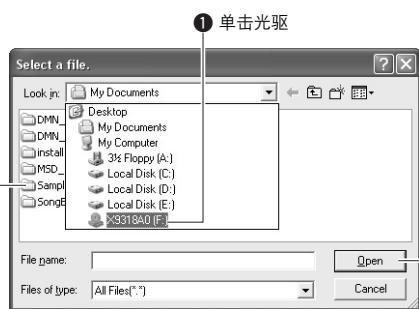 ❶ 单击光驱
Select a file.
Look in: My Documents
Desktop
My Documents
My Computer
3½ Floppy (A:)
Local Disk (C:)
Local Disk (D:)
Local Disk (E:)
X9318A0 (F:)
DMN_
DMN_
install
MSD_
Sampl
SongE
File name:
Open
Files of type: All Files(*.*)
Cancel